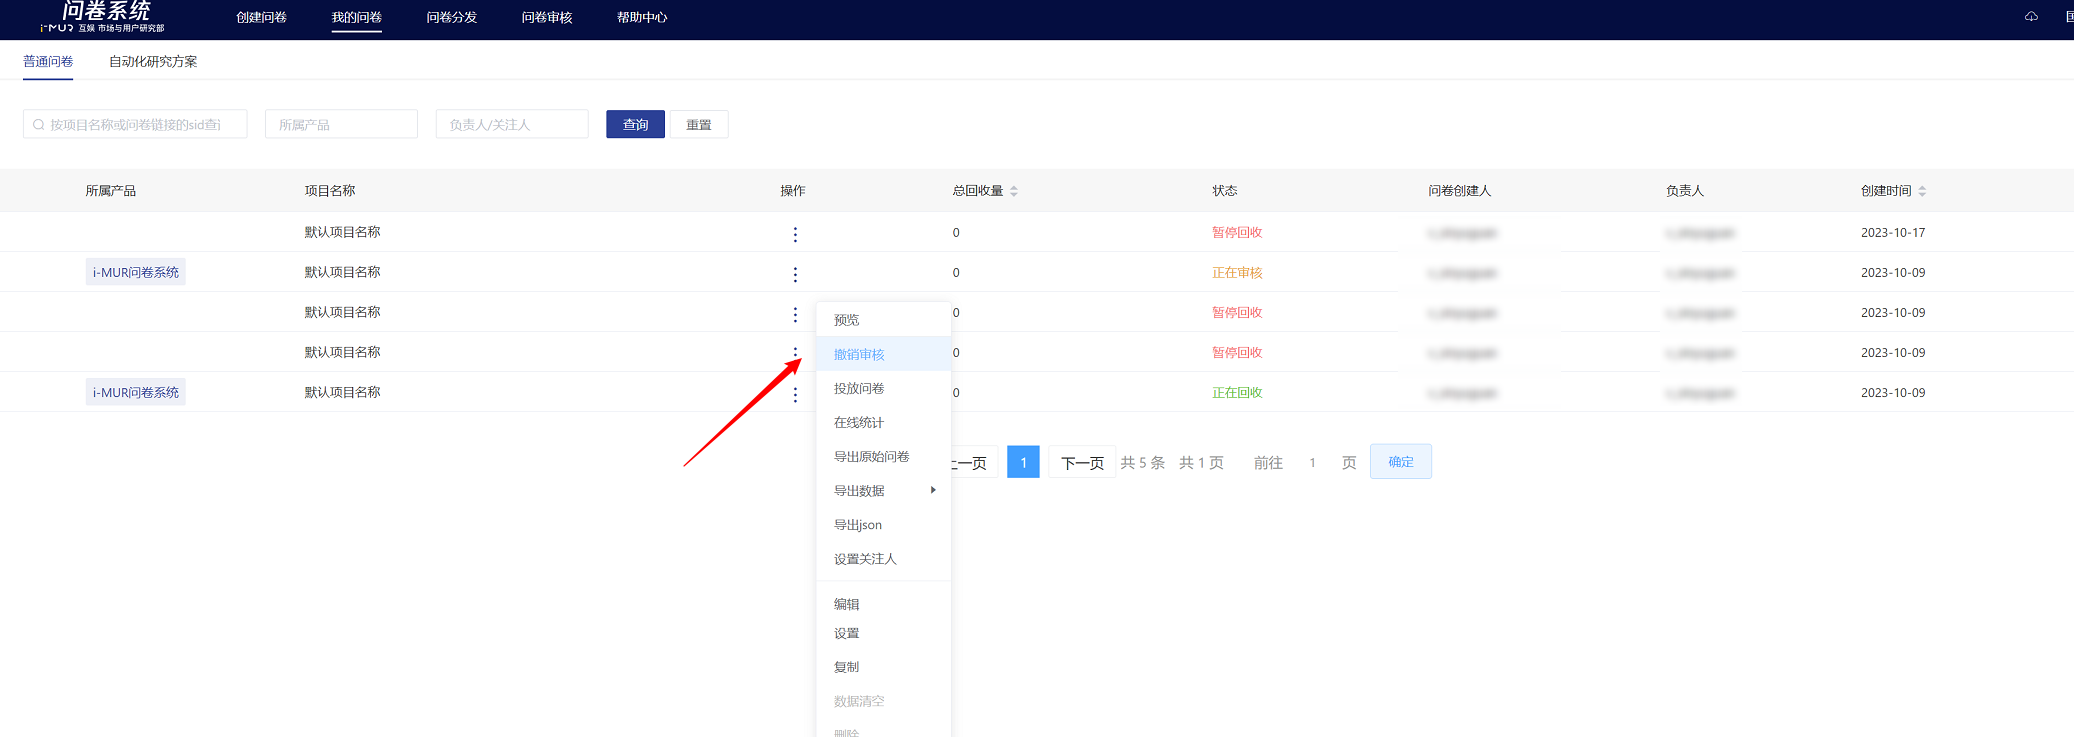 问卷系统
i-MUR 互娱 市场与用户研究部
创建问卷
我的问卷
问卷分发
问卷审核
帮助中心
普通问卷
自动化研究方案
按项目名称或问卷链接的sid查询
所属产品
负责人/关注人
查询
重置
所属产品 项目名称 操作 总回收量 状态 问卷创建人 负责人 创建时间
默认项目名称 0 暂停回收 2023-10-17
i-MUR问卷系统 默认项目名称 0 正在审核 2023-10-09
默认项目名称 0 暂停回收 2023-10-09
默认项目名称 0 暂停回收 2023-10-09
i-MUR问卷系统 默认项目名称 0 正在回收 2023-10-09
预览
撤销审核
投放问卷
在线统计
导出原始问卷
导出数据
导出json
设置关注人
编辑
设置
复制
数据清空
删除
上一页 1 下一页 共 5 条 共 1 页 前往 1 页 确定